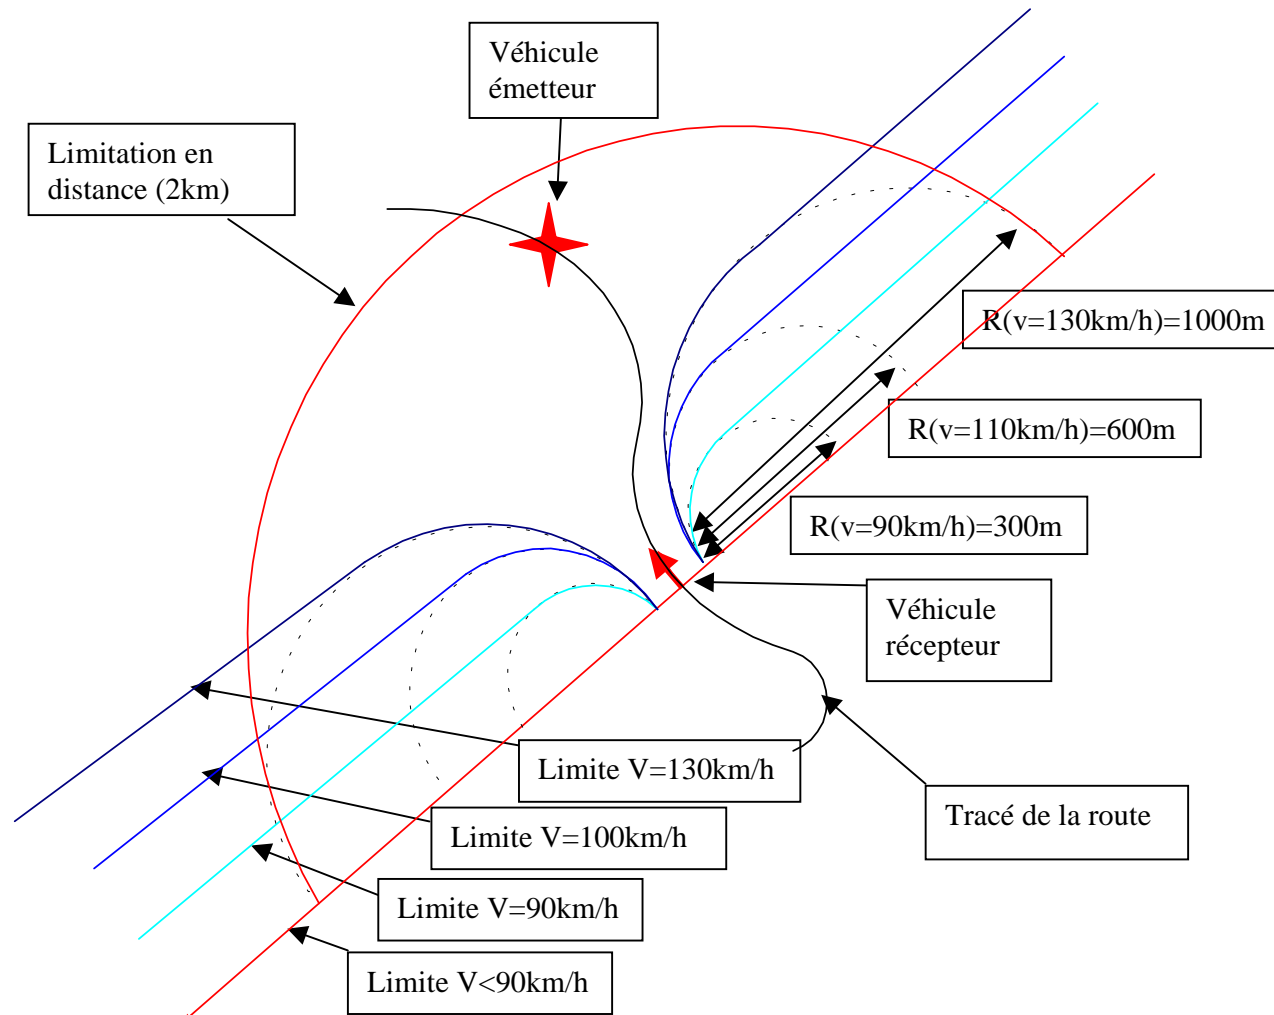 Véhicule
émetteur
Limitation en
distance (2km)
R(v=130km/h)=1000m
R(v=110km/h)=600m
R(v=90km/h)=300m
Véhicule
récepteur
Limite V=130km/h
Tracé de la route
Limite V=100km/h
Limite V=90km/h
Limite V<90km/h